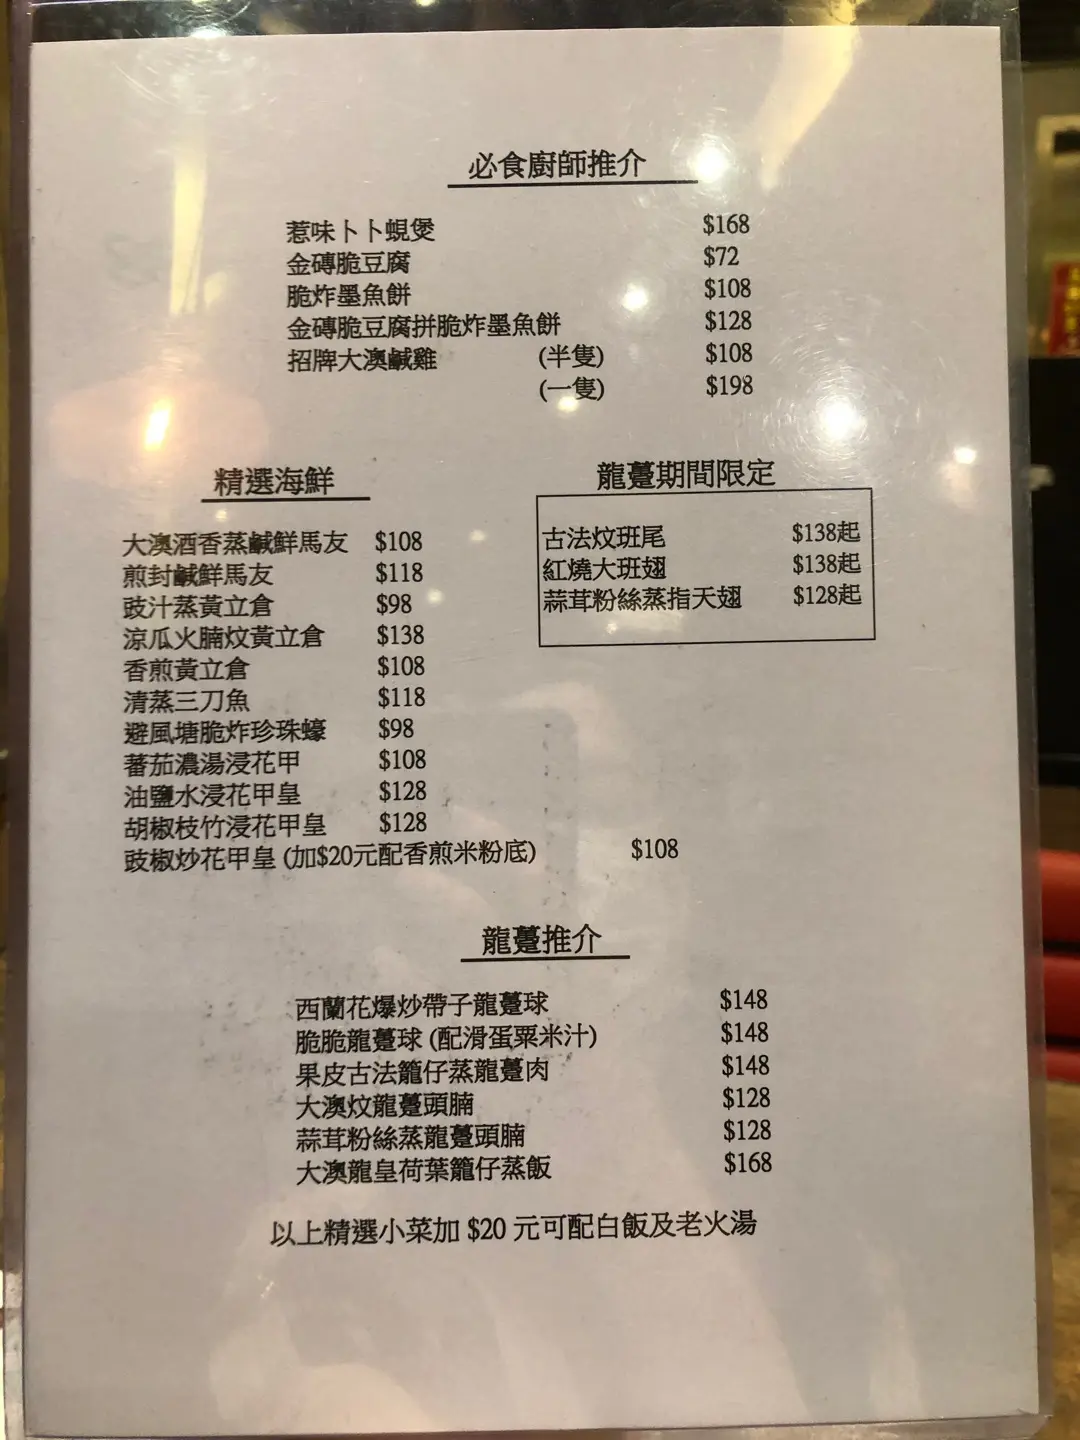 必食廚師推介
惹味卜卜蜆煲 $168
金磚脆豆腐 $72
脆炸墨魚餅 $108
金磚脆豆腐拼脆炸墨魚餅 $128
招牌大澳鹹雞 (半隻) $108
(一隻) $198
精選海鮮
大澳酒香蒸鹹鮮馬友 $108
煎封鹹鮮馬友 $118
豉汁蒸黃立倉 $98
涼瓜火腩炆黃立倉 $138
香煎黃立倉 $108
清蒸三刀魚 $118
避風塘脆炸珍珠蠔 $98
蕃茄濃湯浸花甲 $108
油鹽水浸花甲皇 $128
胡椒枝竹浸花甲皇 $128
豉椒炒花甲皇 (加$20元配香煎米粉底) $108
龍躉期間限定
古法炆班尾 $138起
紅燒大班翅 $138起
蒜茸粉絲蒸指天翅 $128起
龍躉推介
西蘭花爆炒帶子龍躉球 $148
脆脆龍躉球 (配滑蛋粟米汁) $148
果皮古法籠仔蒸龍躉肉 $148
大澳炆龍躉頭腩 $128
蒜茸粉絲蒸龍躉頭腩 $128
大澳龍皇荷葉籠仔蒸飯 $168
以上精選小菜加 $20 元可配白飯及老火湯